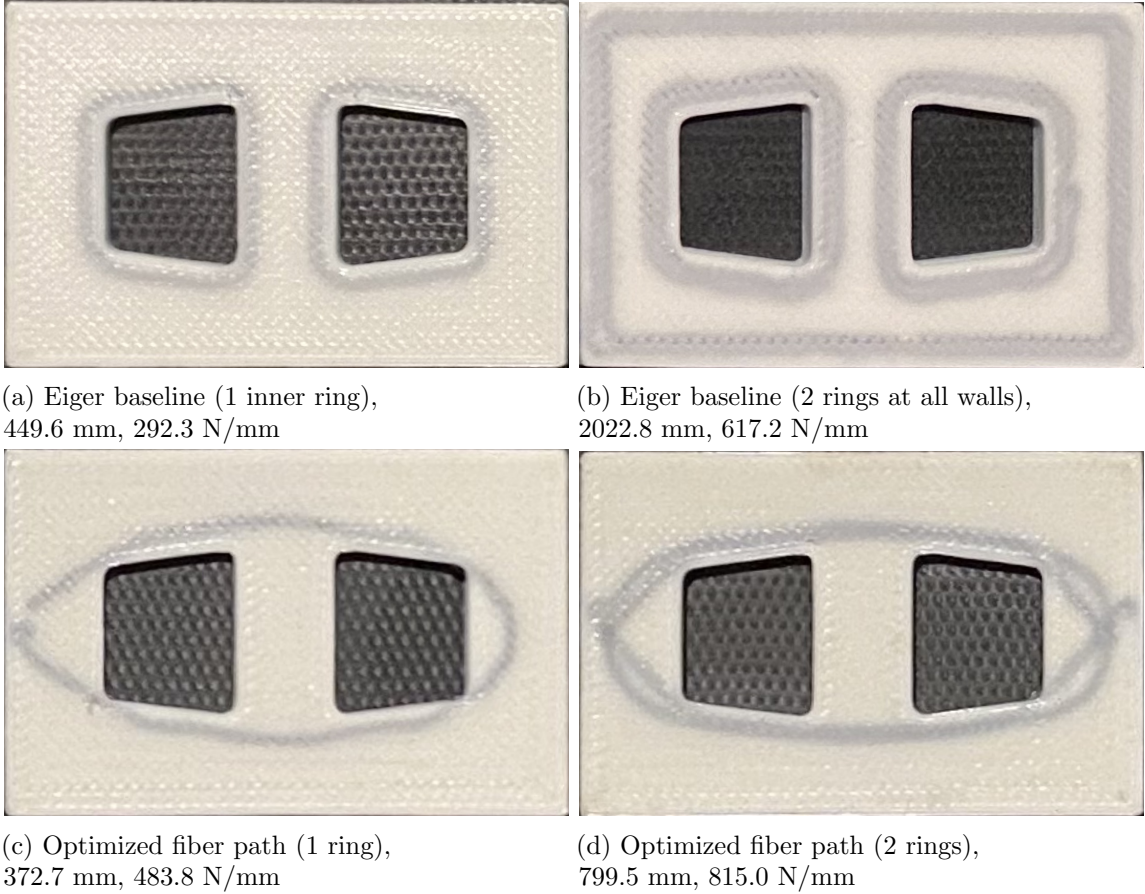 (a) Eiger baseline (1 inner ring),
449.6 mm, 292.3 N/mm
(b) Eiger baseline (2 rings at all walls),
2022.8 mm, 617.2 N/mm
(c) Optimized fiber path (1 ring),
372.7 mm, 483.8 N/mm
(d) Optimized fiber path (2 rings),
799.5 mm, 815.0 N/mm